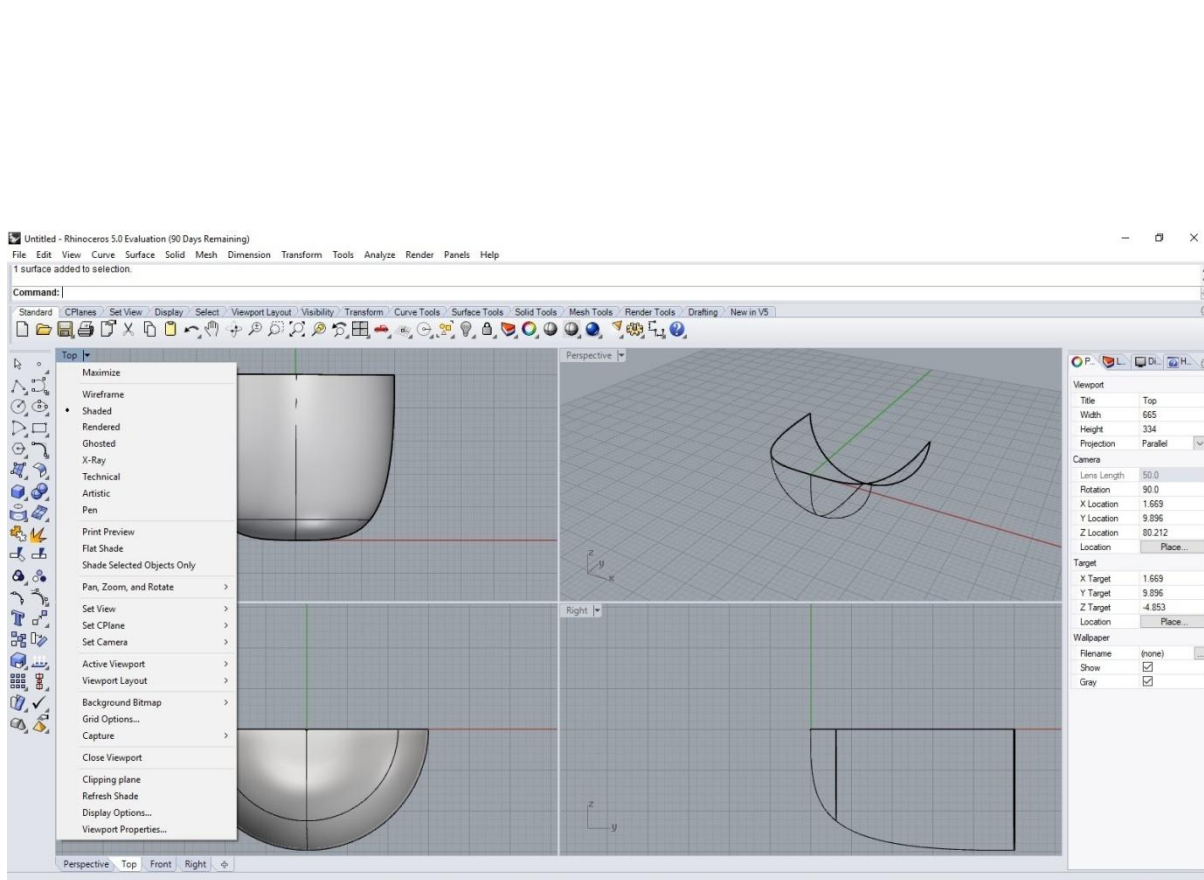 Untitled - Rhinoceros 5.0 Evaluation (90 Days Remaining)
File Edit View Curve Surface Solid Mesh Dimension Transform Tools Analyze Render Panels Help
1 surface added to selection.
Command:
Standard CPlanes Set View Display Select Viewport Layout Visibility Transform Curve Tools Surface Tools Solid Tools Mesh Tools Render Tools Drafting New in V5
Top
Maximize
Wireframe
Shaded
Rendered
Ghosted
X-Ray
Technical
Artistic
Pen
Print Preview
Flat Shade
Shade Selected Objects Only
Pan, Zoom, and Rotate
Set View
Set CPlane
Set Camera
Active Viewport
Viewport Layout
Background Bitmap
Grid Options...
Capture
Close Viewport
Clipping plane
Refresh Shade
Display Options...
Viewport Properties...
Perspective
z
y
x
Right
z
y
P... L... Di... H...
Viewport
Title Top
Width 665
Height 334
Projection Parallel
Camera
Lens Length 50.0
Rotation 90.0
X Location 1.669
Y Location 9.896
Z Location 80.212
Location Place...
Target
X Target 1.669
Y Target 9.896
Z Target -4.853
Location Place...
Wallpaper
Filename (none) ...
Show
Gray
Perspective Top Front Right